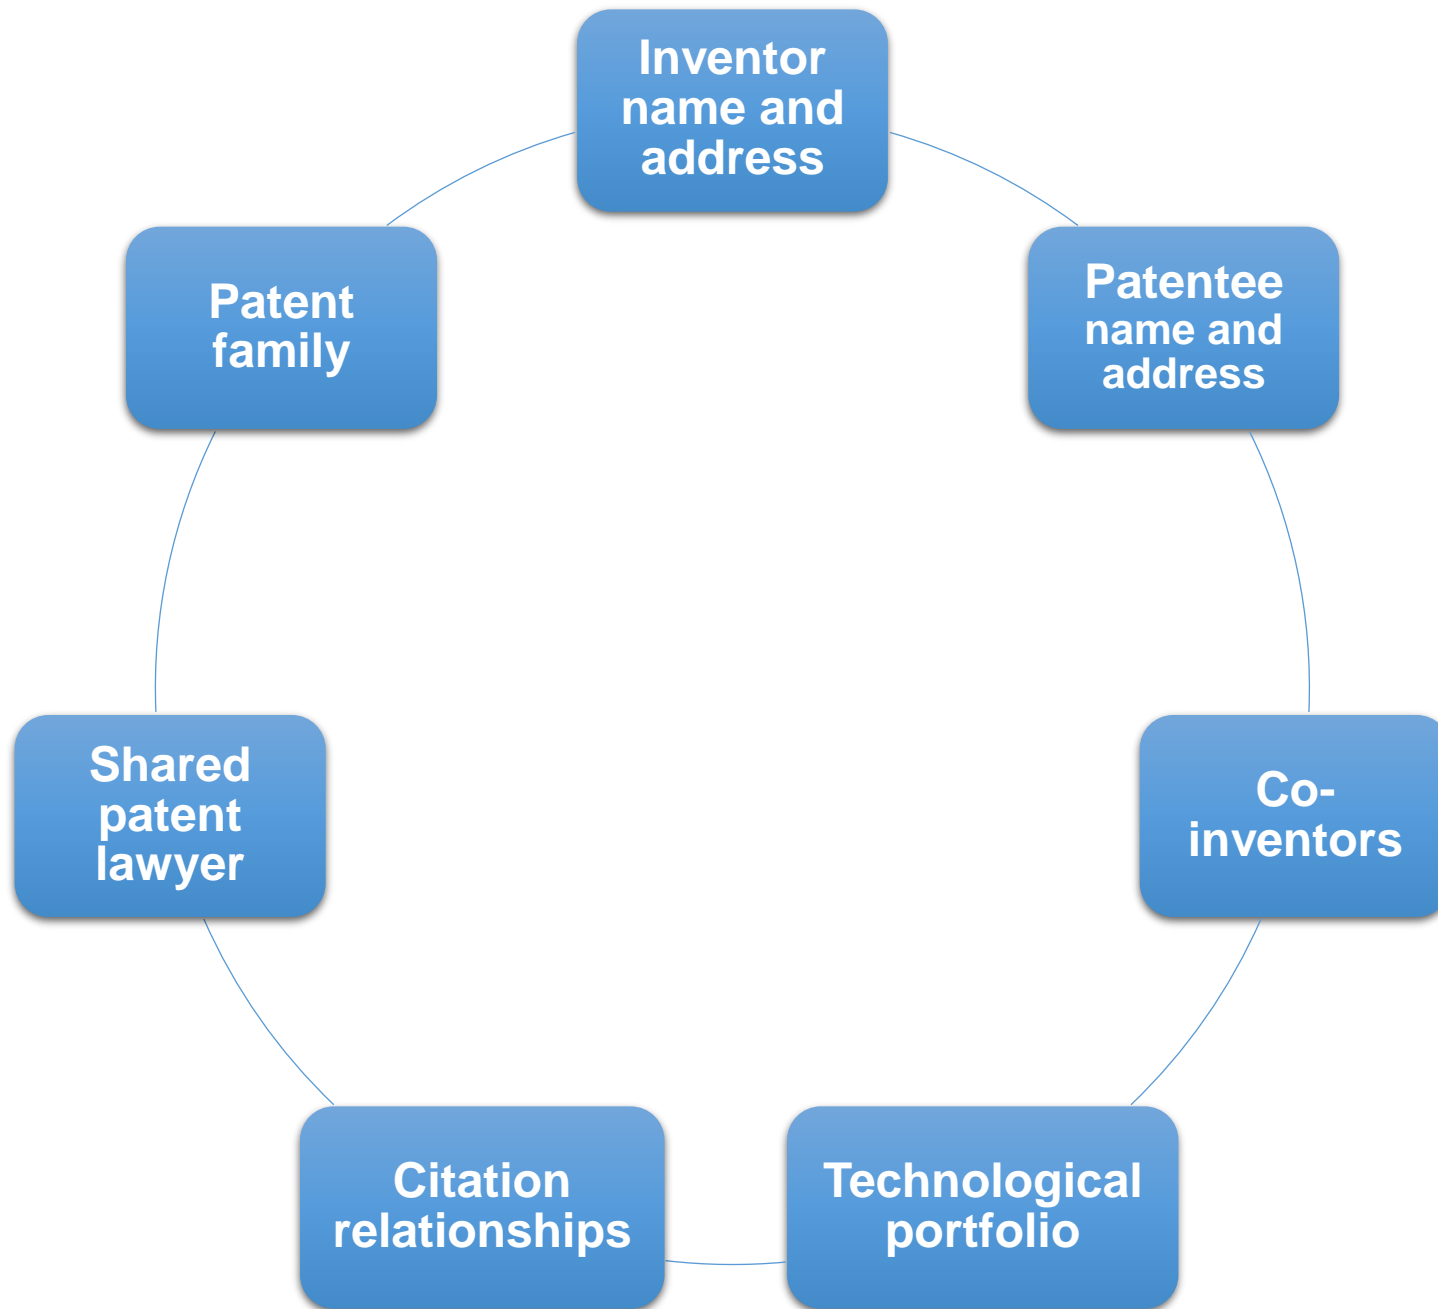 Inventor
name and
address
Patentee
name and
address
Co-
inventors
Technological
portfolio
Citation
relationships
Shared
patent
lawyer
Patent
family